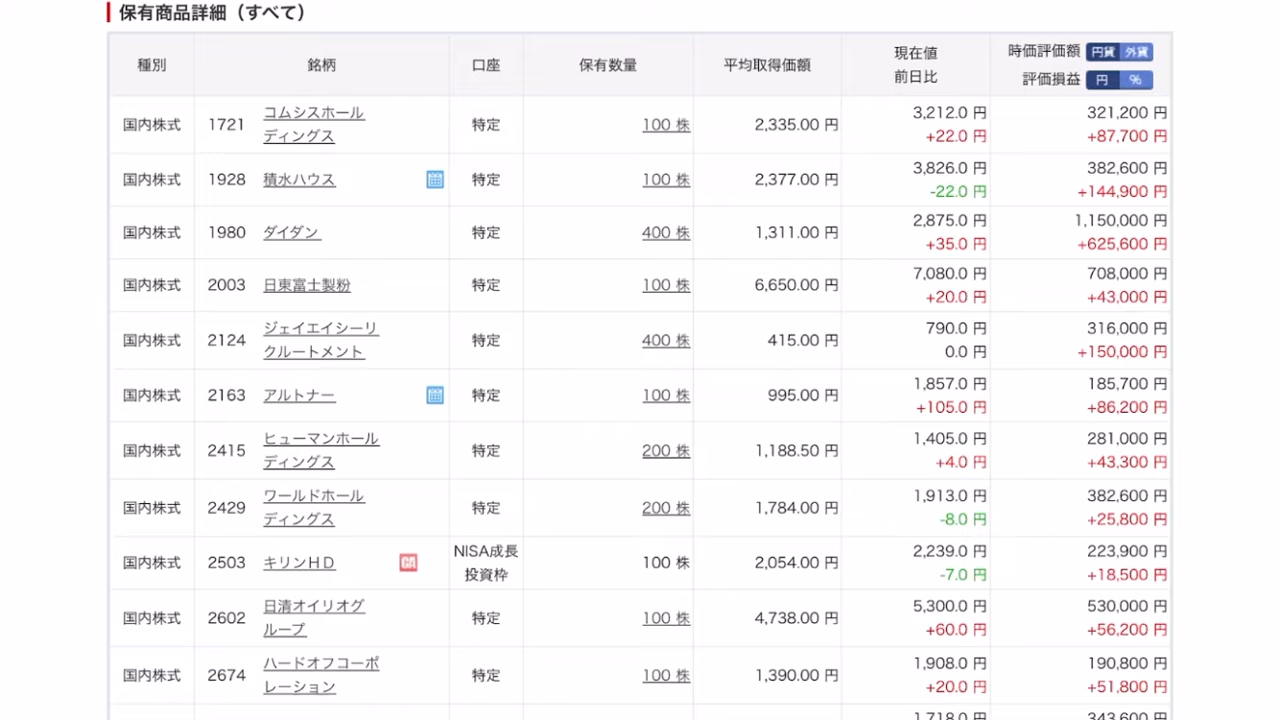 保有商品詳細（すべて）
種別 銘柄 口座 保有数量 平均取得価額 現在値 前日比 時価評価額 円貨 外貨 評価損益 円 %
国内株式 1721 コムシスホール 特定 100 株 2,335.00 円 3,212.0 円 321,200 円
ディングス +22.0 円 +87,700 円
国内株式 1928 積水ハウス 特定 100 株 2,377.00 円 3,826.0 円 382,600 円
-22.0 円 +144,900 円
国内株式 1980 ダイダン 特定 400 株 1,311.00 円 2,875.0 円 1,150,000 円
+35.0 円 +625,600 円
国内株式 2003 日東富士製粉 特定 100 株 6,650.00 円 7,080.0 円 708,000 円
+20.0 円 +43,000 円
国内株式 2124 ジェイエイシーリ 特定 400 株 415.00 円 790.0 円 316,000 円
クルートメント 0.0 円 +150,000 円
国内株式 2163 アルトナー 特定 100 株 995.00 円 1,857.0 円 185,700 円
+105.0 円 +86,200 円
国内株式 2415 ヒューマンホール 特定 200 株 1,188.50 円 1,405.0 円 281,000 円
ディングス +4.0 円 +43,300 円
国内株式 2429 ワールドホール 特定 200 株 1,784.00 円 1,913.0 円 382,600 円
ディングス -8.0 円 +25,800 円
国内株式 2503 キリンＨＤ NISA成長 100 株 2,054.00 円 2,239.0 円 223,900 円
投資枠 -7.0 円 +18,500 円
国内株式 2602 日清オイリオグ 特定 100 株 4,738.00 円 5,300.0 円 530,000 円
ループ +60.0 円 +56,200 円
国内株式 2674 ハードオフコーポ 特定 100 株 1,390.00 円 1,908.0 円 190,800 円
レーション +20.0 円 +51,800 円
1,718.0 円 343,600 円